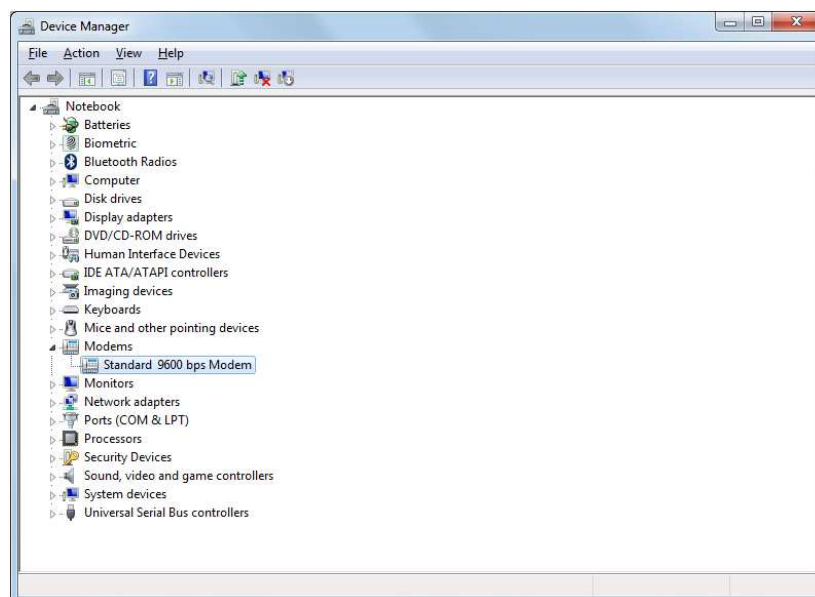 Device Manager
File Action View Help
Notebook
Batteries
Biometric
Bluetooth Radios
Computer
Disk drives
Display adapters
DVD/CD-ROM drives
Human Interface Devices
IDE ATA/ATAPI controllers
Imaging devices
Keyboards
Mice and other pointing devices
Modems
Standard 9600 bps Modem
Monitors
Network adapters
Ports (COM & LPT)
Processors
Security Devices
Sound, video and game controllers
System devices
Universal Serial Bus controllers